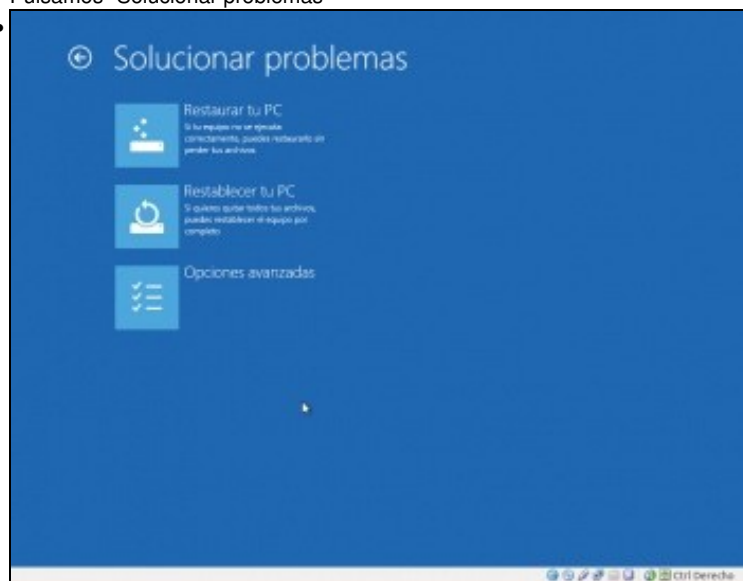 Pulsamos "Solucionar problemas"
Solucionar problemas
Restaurar tu PC
Si tu equipo no se ejecuta
correctamente, puedes restaurarlo sin
perder tus archivos
Restablecer tu PC
Si quieres quitar todos tus archivos,
puedes restablecer el equipo por
completo
Opciones avanzadas
Ctrl Derecho